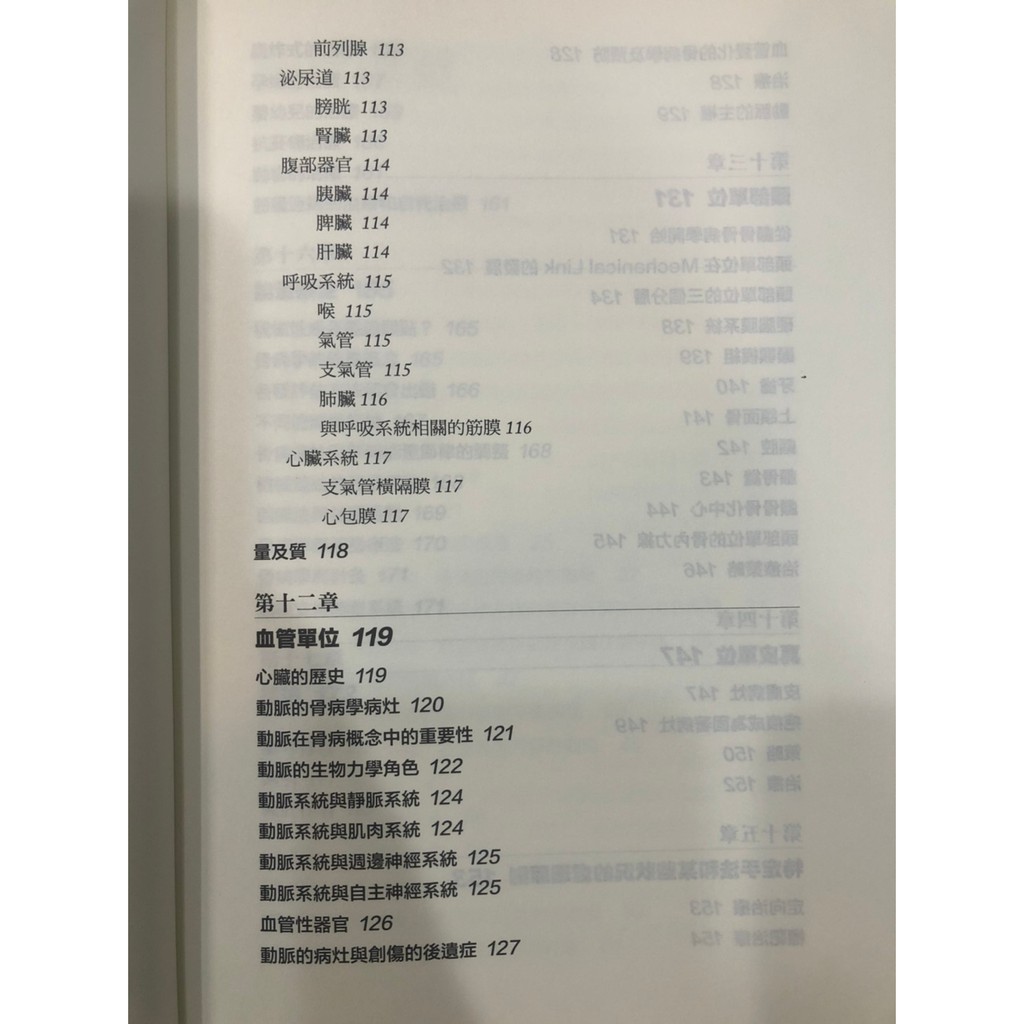 前列腺 113
泌尿道 113
膀胱 113
腎臟 113
腹部器官 114
胰臟 114
脾臟 114
肝臟 114
呼吸系統 115
喉 115
氣管 115
支氣管 115
肺臟 116
與呼吸系統相關的筋膜 116
心臟系統 117
支氣管橫隔膜 117
心包膜 117
量及質 118
第十二章
血管單位 119
心臟的歷史 119
動脈的骨病學病灶 120
動脈在骨病概念中的重要性 121
動脈的生物力學角色 122
動脈系統與靜脈系統 124
動脈系統與肌肉系統 124
動脈系統與週邊神經系統 125
動脈系統與自主神經系統 125
血管性器官 126
動脈的病灶與創傷的後遺症 127